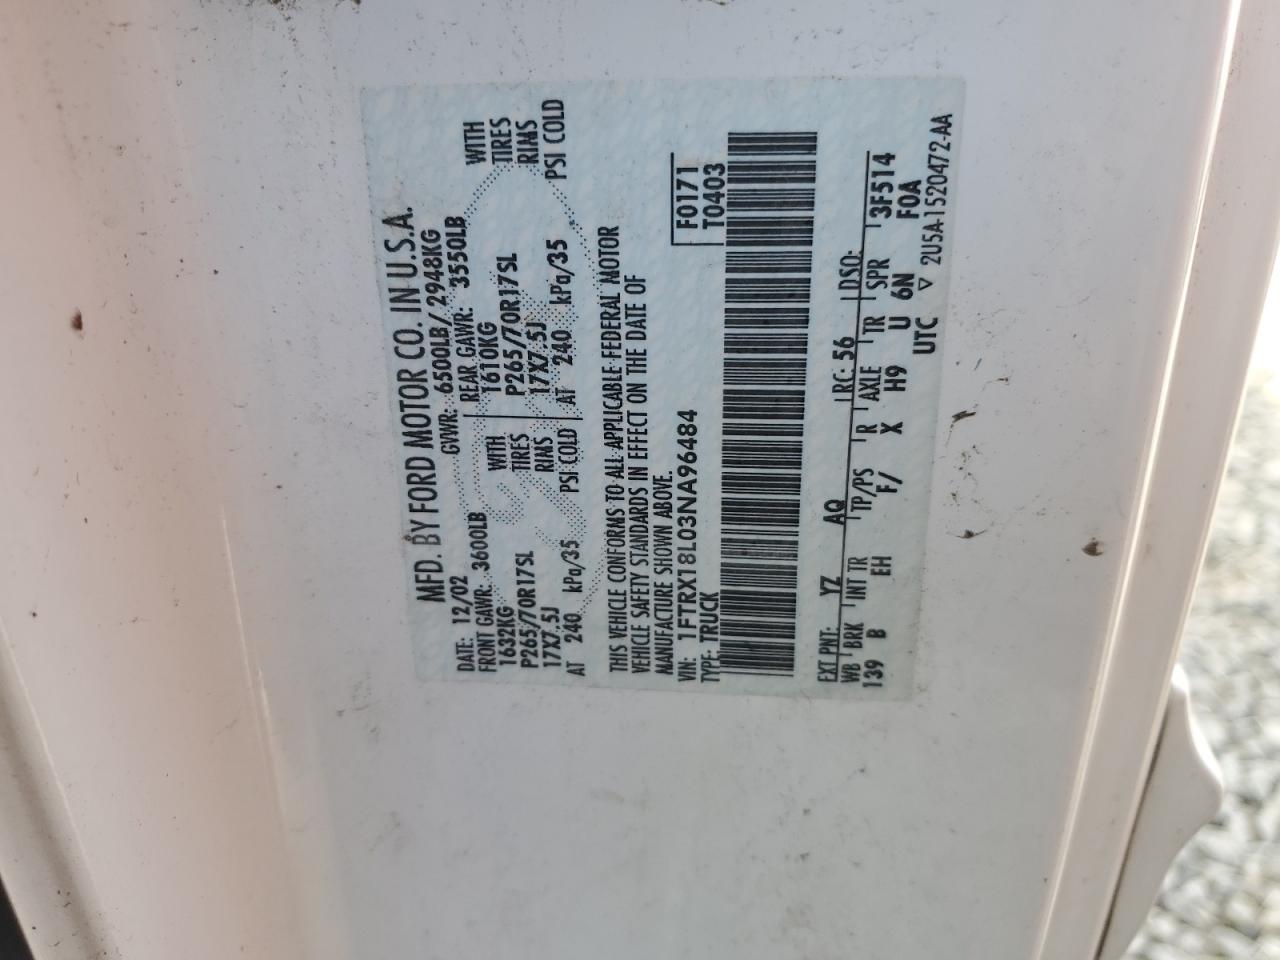 MFD. BY FORD MOTOR CO. IN U.S.A.
DATE: 12/02 GVWR: 6500LB / 2948KG
FRONT GAWR: 3600LB REAR GAWR: 3550LB
1632KG WITH 1610KG WITH
P265/70R17SL TIRES P265/70R17SL TIRES
17X7.5J RIMS 17X7.5J RIMS
AT 240 kPa/35 PSI COLD AT 240 kPa/35 PSI COLD
THIS VEHICLE CONFORMS TO ALL APPLICABLE FEDERAL MOTOR
VEHICLE SAFETY STANDARDS IN EFFECT ON THE DATE OF
MANUFACTURE SHOWN ABOVE.
VIN: 1FTRX18L03NA96484 F0171
TYPE: TRUCK T0403
EXT PNT: YZ AQ RC: 56 DSO:
WB BRK INT TR TP/PS R AXLE TR SPR 3F514
139 B EH F/ X H9 U 6N F0A
UTC ▽ 2U5A-1520472-AA